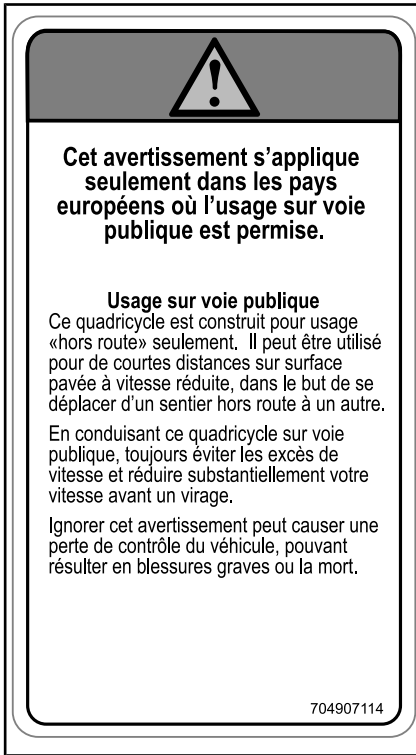 Cet avertissement s'applique
seulement dans les pays
européens où l'usage sur voie
publique est permise.
Usage sur voie publique
Ce quadricycle est construit pour usage
«hors route» seulement. Il peut être utilisé
pour de courtes distances sur surface
pavée à vitesse réduite, dans le but de se
déplacer d'un sentier hors route à un autre.
En conduisant ce quadricycle sur voie
publique, toujours éviter les excès de
vitesse et réduire substantiellement votre
vitesse avant un virage.
Ignorer cet avertissement peut causer une
perte de contrôle du véhicule, pouvant
résulter en blessures graves ou la mort.
704907114